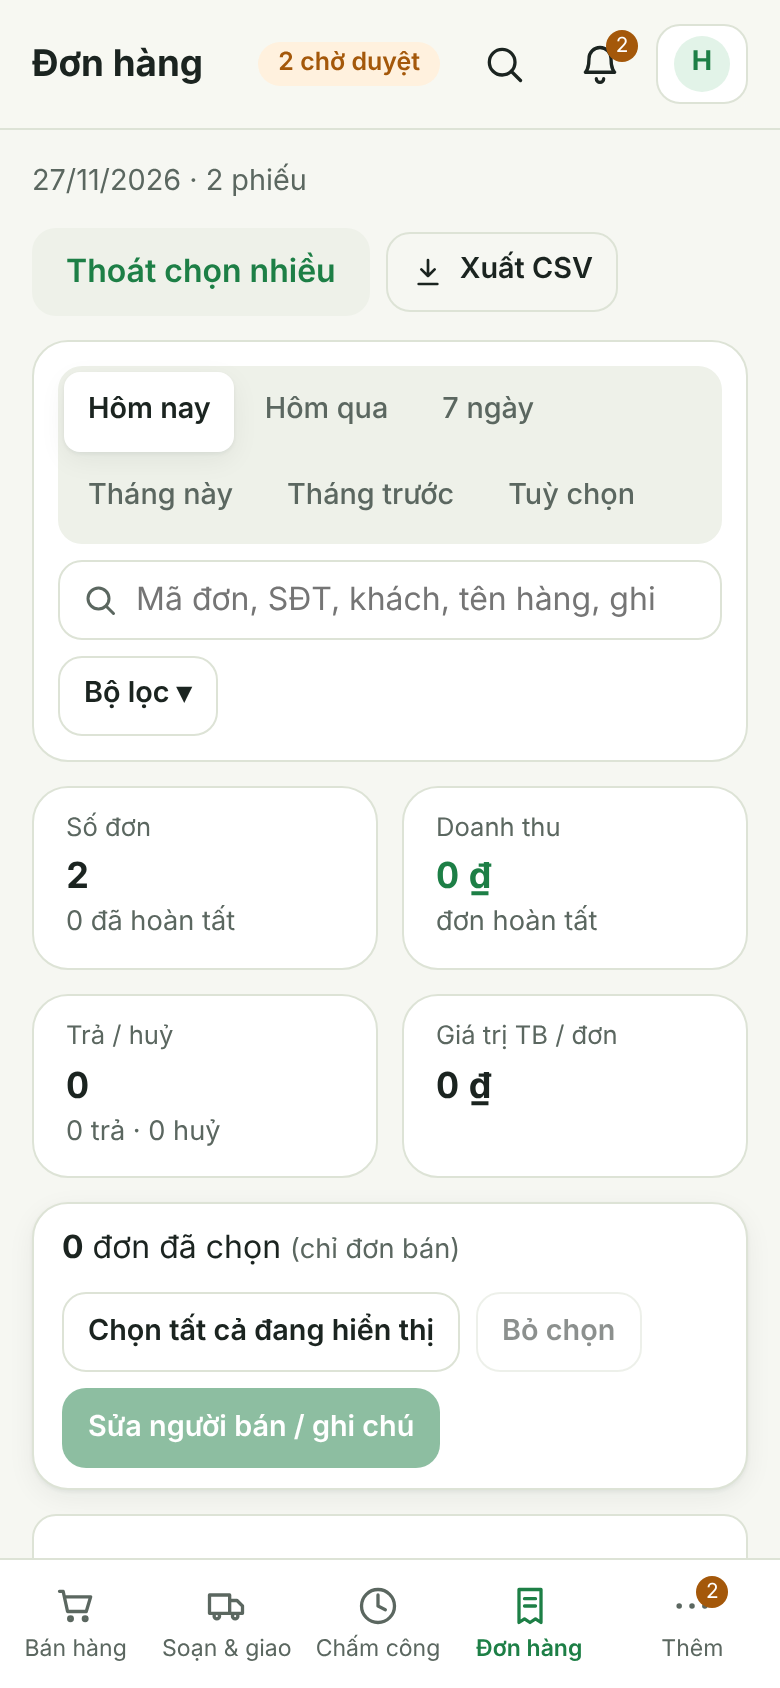 Đơn hàng
2 chờ duyệt
2
H
27/11/2026 · 2 phiếu
Thoát chọn nhiều
Xuất CSV
Hôm nay
Hôm qua
7 ngày
Tháng này
Tháng trước
Tuỳ chọn
Mã đơn, SĐT, khách, tên hàng, ghi
Bộ lọc ▾
Số đơn
2
0 đã hoàn tất
Doanh thu
0 ₫
đơn hoàn tất
Trả / huỷ
0
0 trả · 0 huỷ
Giá trị TB / đơn
0 ₫
0 đơn đã chọn (chỉ đơn bán)
Chọn tất cả đang hiển thị
Bỏ chọn
Sửa người bán / ghi chú
Bán hàng
Soạn & giao
Chấm công
Đơn hàng
2
Thêm